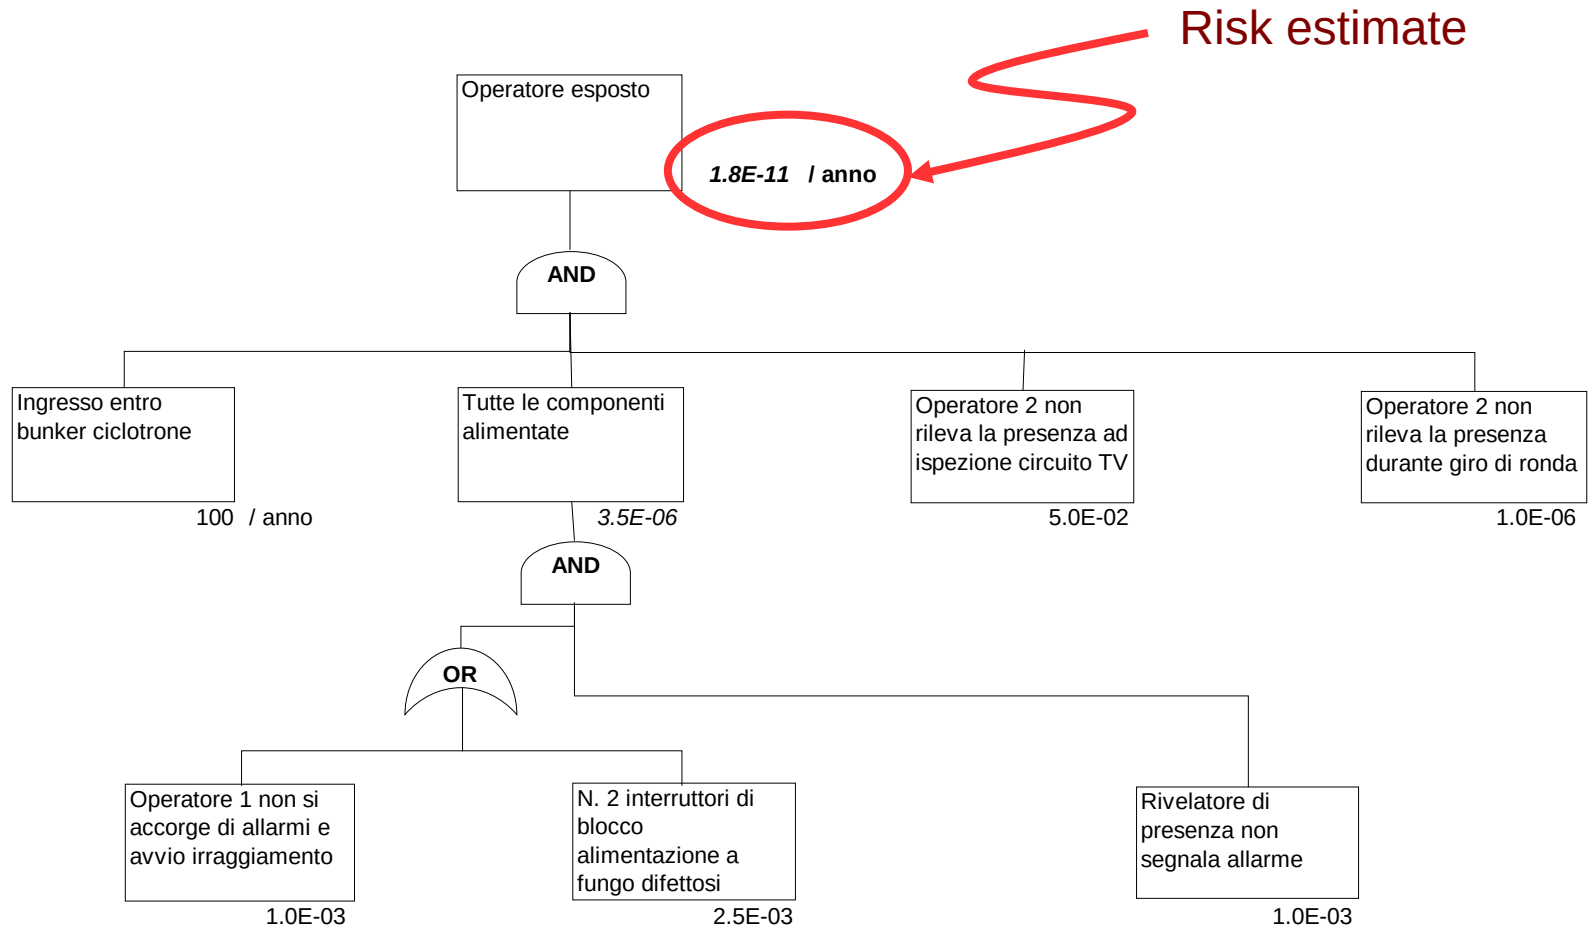 Risk estimate
Operatore esposto
1.8E-11 / anno
AND
Ingresso entro
bunker ciclotrone
100 / anno
Tutte le componenti
alimentate
3.5E-06
Operatore 2 non
rileva la presenza ad
ispezione circuito TV
5.0E-02
Operatore 2 non
rileva la presenza
durante giro di ronda
1.0E-06
AND
OR
Operatore 1 non si
accorge di allarmi e
avvio irraggiamento
1.0E-03
N. 2 interruttori di
blocco
alimentazione a
fungo difettosi
2.5E-03
Rivelatore di
presenza non
segnala allarme
1.0E-03